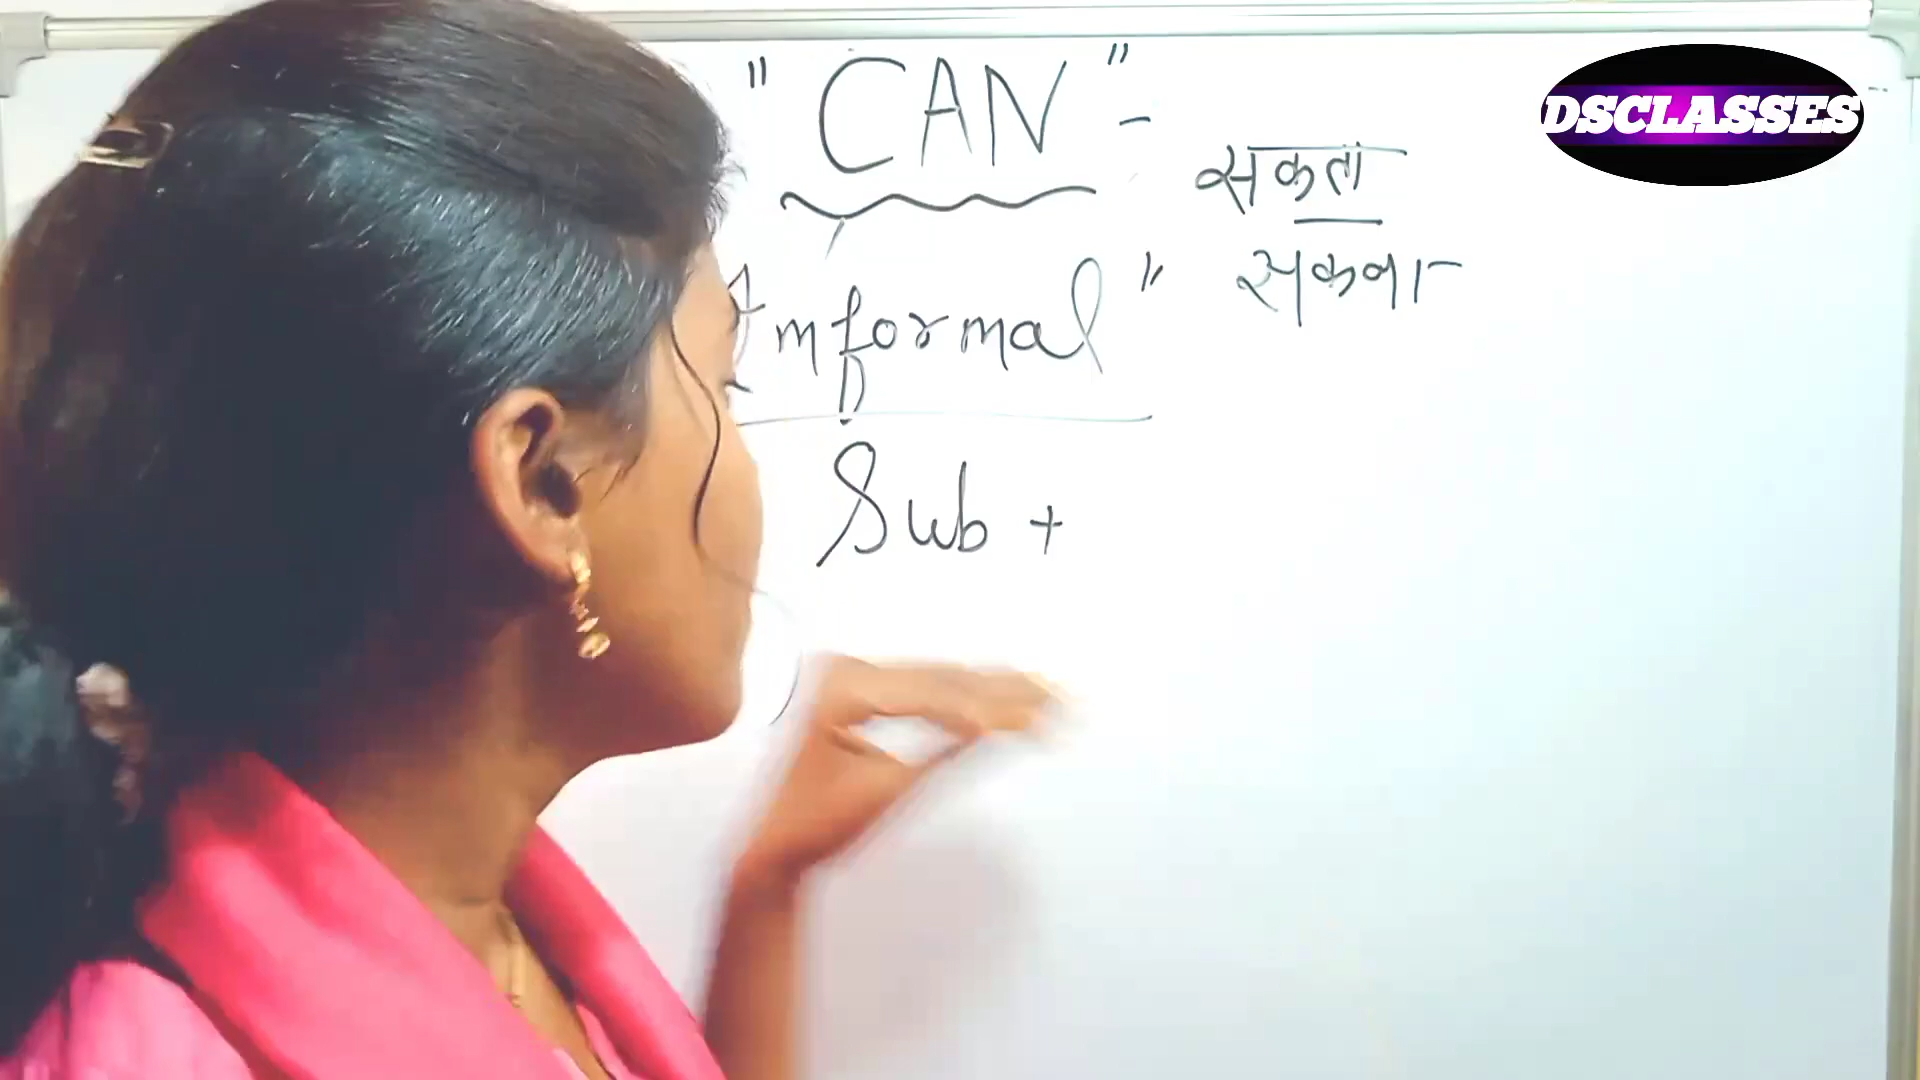 "CAN" -
सकता
सकना
Informal"
Sub +
DSCLASSES